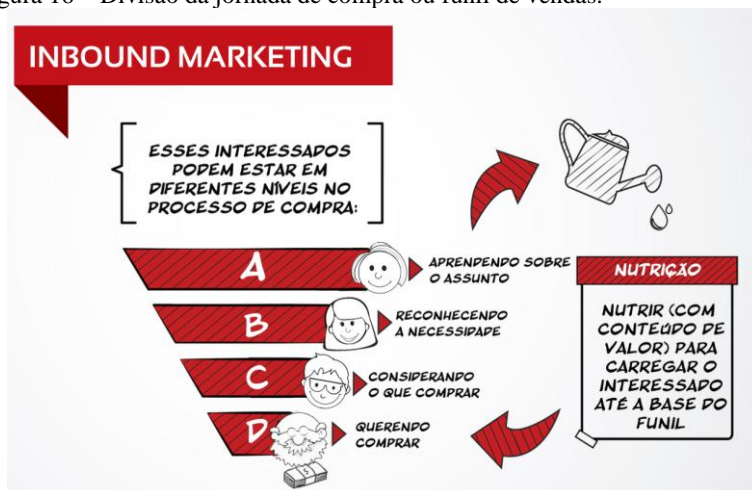 Divisão da jornada de compra ou funil de vendas.
INBOUND MARKETING
ESSES INTERESSADOS
PODEM ESTAR EM
DIFERENTES NÍVEIS NO
PROCESSO DE COMPRA:
A
APRENDENDO SOBRE
O ASSUNTO
B
RECONHECENDO
A NECESSIDADE
C
CONSIDERANDO
O QUE COMPRAR
D
QUERENDO
COMPRAR
$
NUTRIÇÃO
NUTRIR (COM
CONTEÚDO DE
VALOR) PARA
CARREGAR O
INTERESSADO
ATÉ A BASE DO
FUNIL